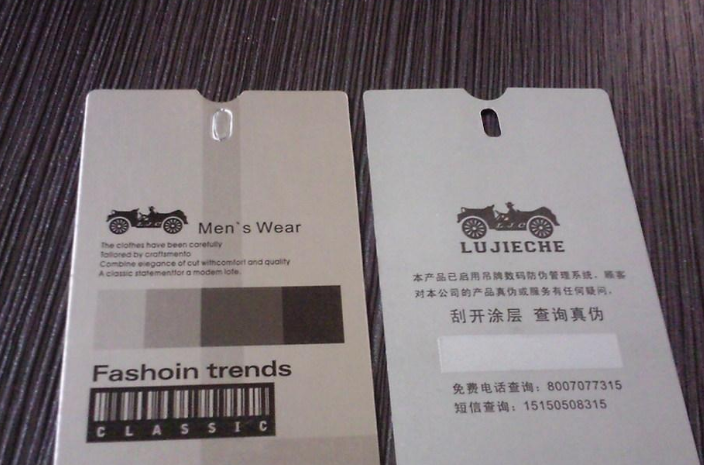 Men`s Wear
The clothes have been carefully
tailored by craftsmento
Combine elegance of cut withcomfort and quality
A classic statementfor a modern lofe.
Fashoin trends
CLASSIC
LUJIECHE
本产品已启用吊牌数码防伪管理系统。顾客
对本公司的产品真伪或服务有任何疑问。
刮开涂层 查询真伪
免费电话查询：8007077315
短信查询：15150508315